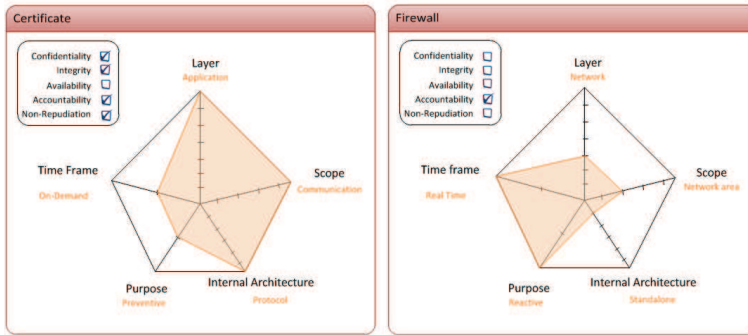 Certificate
Confidentiality
Integrity
Availability
Accountability
Non-Repudiation
Layer
Application
Time Frame
On-Demand
Scope
Communication
Purpose
Preventive
Internal Architecture
Protocol
Firewall
Confidentiality
Integrity
Availability
Accountability
Non-Repudiation
Layer
Network
Time frame
Real Time
Scope
Network area
Purpose
Reactive
Internal Architecture
Standalone